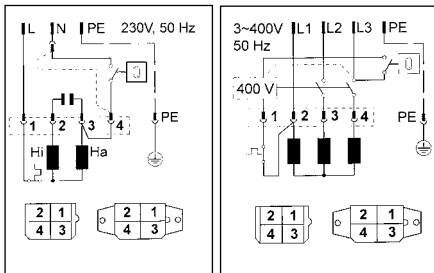 L N PE 230V, 50 Hz
1 2 3 4 PE
Hi Ha
2 1 2 1
4 3 4 3
3~400V L1 L2 L3 PE
50 Hz
400 V
1 2 3 4
PE
2 1 2 1
4 3 4 3